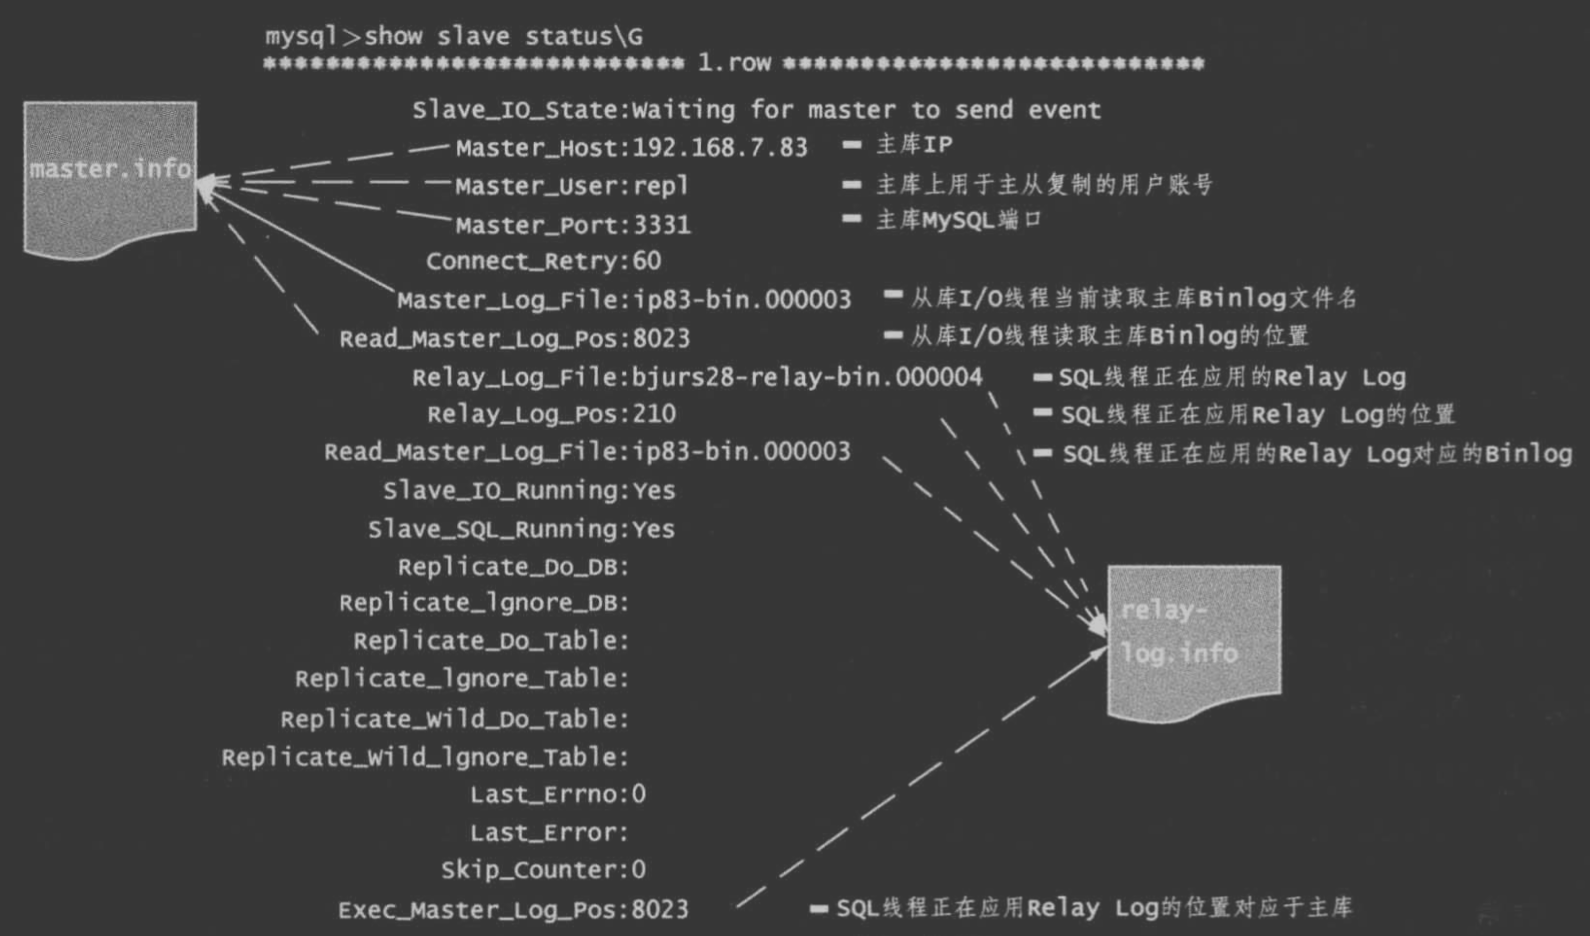 mysql>show slave status\G
*************************** 1.row ***************************
Slave_IO_State:Waiting for master to send event
master.info
Master_Host:192.168.7.83 — 主库IP
Master_User:repl — 主库上用于主从复制的用户账号
Master_Port:3331 — 主库MySQL端口
Connect_Retry:60
Master_Log_File:ip83-bin.000003 — 从库I/O线程当前读取主库Binlog文件名
Read_Master_Log_Pos:8023 — 从库I/O线程读取主库Binlog的位置
Relay_Log_File:bjurs28-relay-bin.000004 — SQL线程正在应用的Relay Log
Relay_Log_Pos:210 — SQL线程正在应用Relay Log的位置
Read_Master_Log_File:ip83-bin.000003 — SQL线程正在应用的Relay Log对应的Binlog
Slave_IO_Running:Yes
Slave_SQL_Running:Yes
Replicate_Do_DB:
Replicate_lgnore_DB:
relay-
log.info
Replicate_Do_Table:
Replicate_lgnore_Table:
Replicate_Wild_Do_Table:
Replicate_Wild_lgnore_Table:
Last_Errno:0
Last_Error:
Skip_Counter:0
Exec_Master_Log_Pos:8023 — SQL线程正在应用Relay Log的位置对应于主库